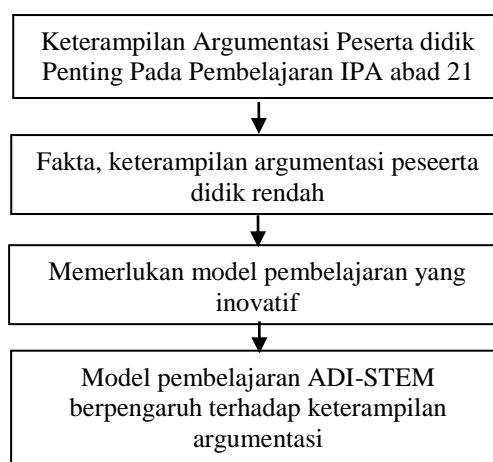 Keterampilan Argumentasi Peserta didik
Penting Pada Pembelajaran IPA abad 21
Fakta, keterampilan argumentasi peseerta
didik rendah
Memerlukan model pembelajaran yang
inovatif
Model pembelajaran ADI-STEM
berpengaruh terhadap keterampilan
argumentasi